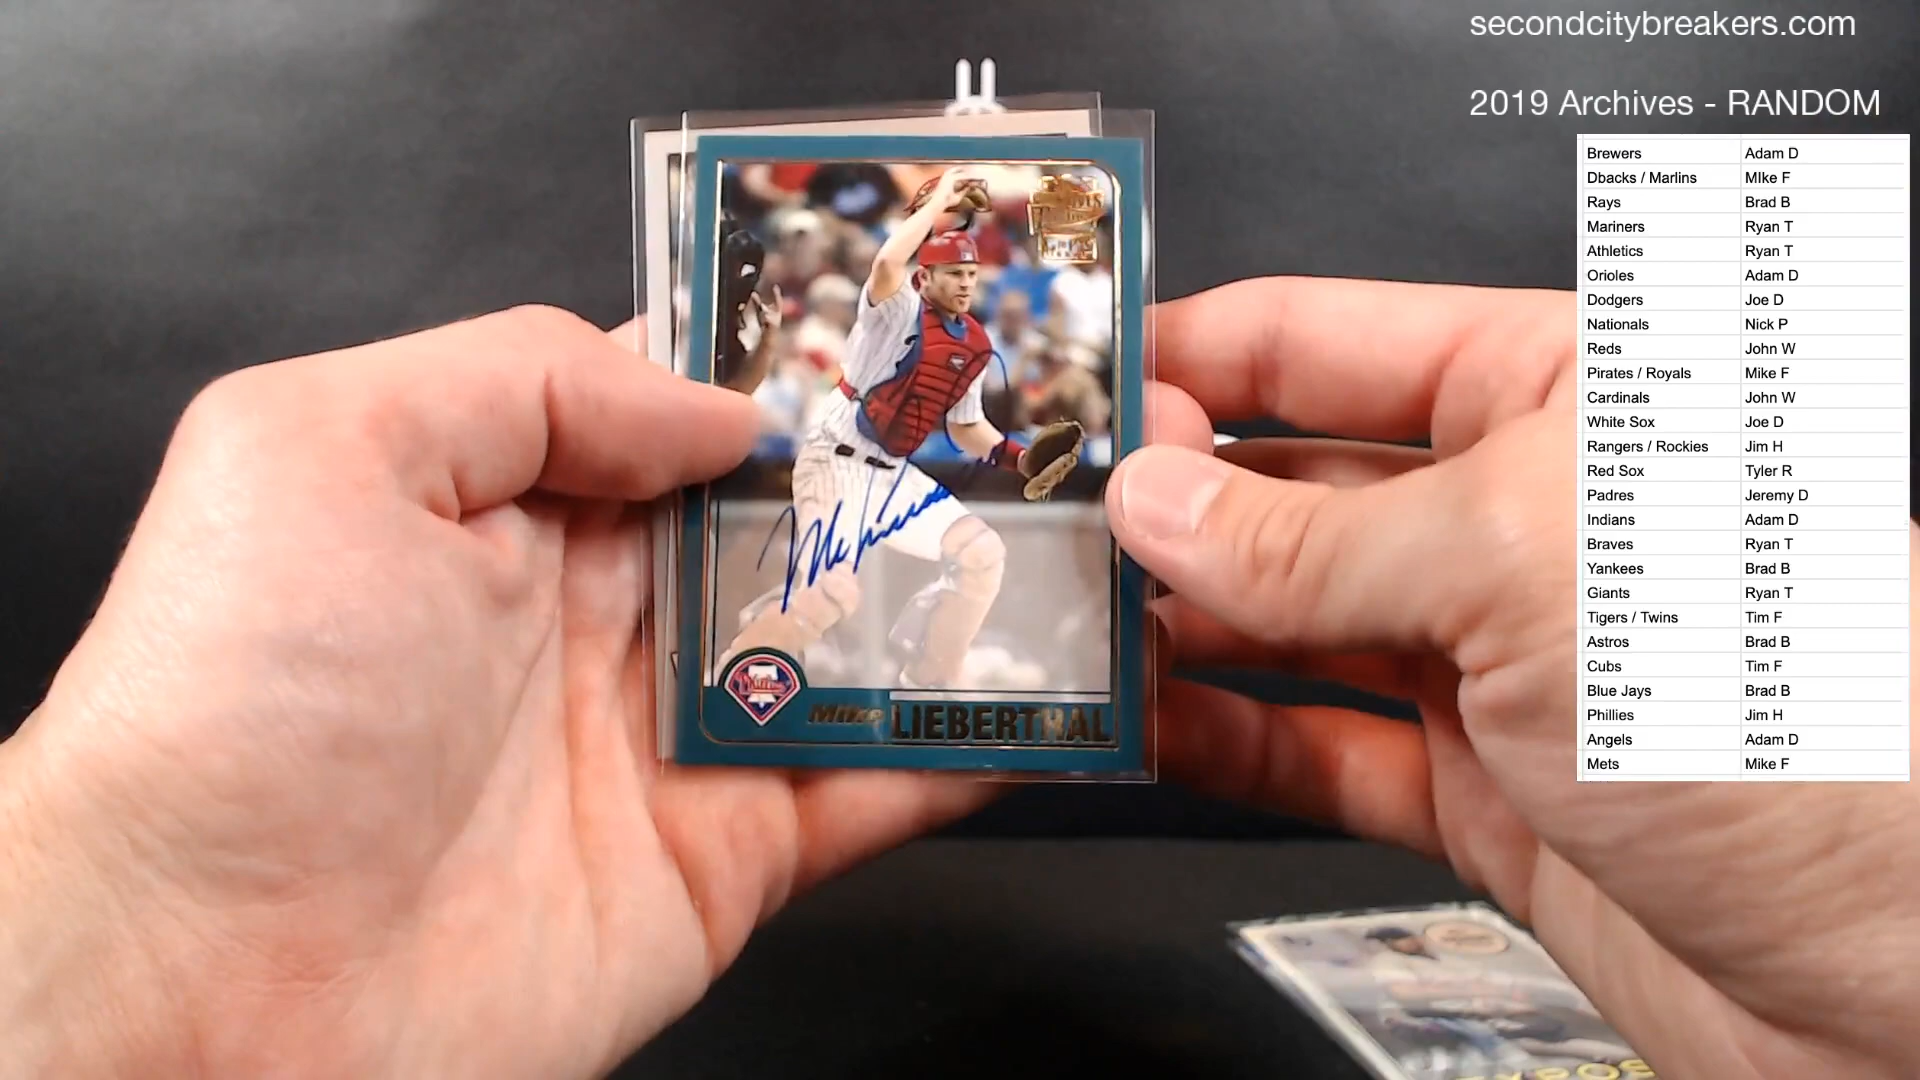 secondcitybreakers.com
2019 Archives - RANDOM
Brewers Adam D
Dbacks / Marlins MIke F
Rays Brad B
Mariners Ryan T
Athletics Ryan T
Orioles Adam D
Dodgers Joe D
Nationals Nick P
Reds John W
Pirates / Royals Mike F
Cardinals John W
White Sox Joe D
Rangers / Rockies Jim H
Red Sox Tyler R
Padres Jeremy D
Indians Adam D
Braves Ryan T
Yankees Brad B
Giants Ryan T
Tigers / Twins Tim F
Astros Brad B
Cubs Tim F
Blue Jays Brad B
Phillies Jim H
Angels Adam D
Mets Mike F
Phillies
Mike LIEBERTHAL